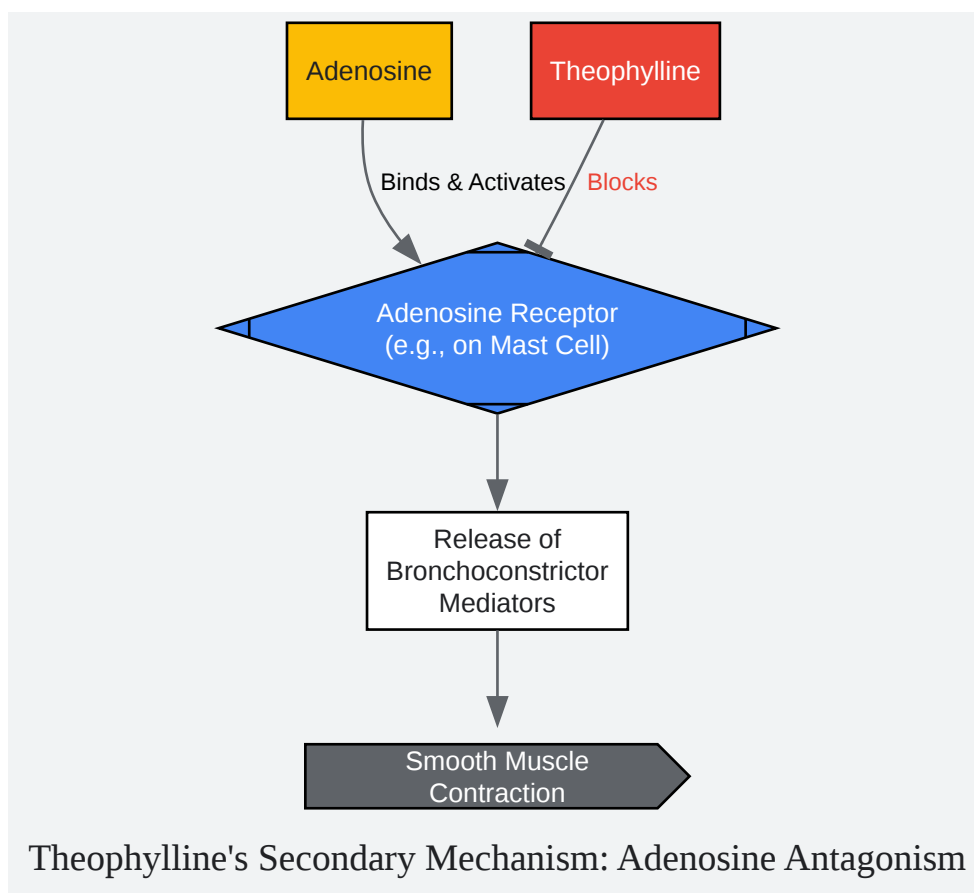 Adenosine
Theophylline
Binds & Activates
Blocks
Adenosine Receptor
(e.g., on Mast Cell)
Release of
Bronchoconstrictor
Mediators
Smooth Muscle
Contraction
Theophylline's Secondary Mechanism: Adenosine Antagonism